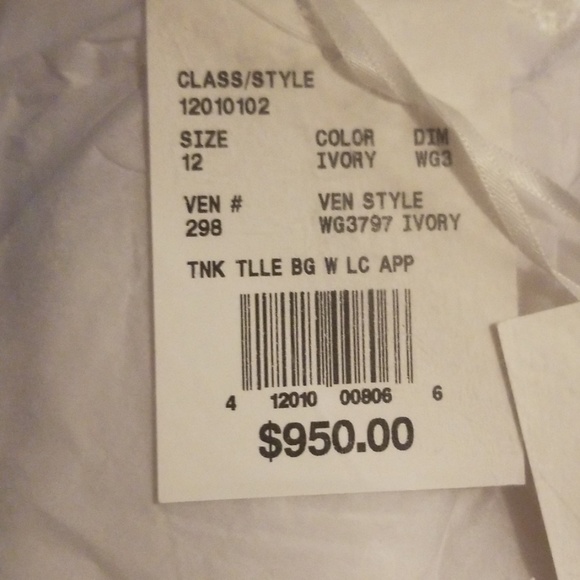 CLASS/STYLE
12010102
SIZE COLOR DIM
12 IVORY WG3
VEN # VEN STYLE
298 WG3797 IVORY
TNK TLLE BG W LC APP
4 12010 00806 6
$950.00